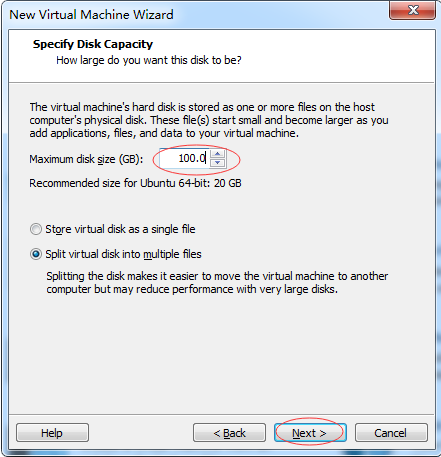 New Virtual Machine Wizard
Specify Disk Capacity
How large do you want this disk to be?
The virtual machine's hard disk is stored as one or more files on the host
computer's physical disk. These file(s) start small and become larger as you
add applications, files, and data to your virtual machine.
Maximum disk size (GB): 100.0
Recommended size for Ubuntu 64-bit: 20 GB
Store virtual disk as a single file
Split virtual disk into multiple files
Splitting the disk makes it easier to move the virtual machine to another
computer but may reduce performance with very large disks.
Help < Back Next > Cancel